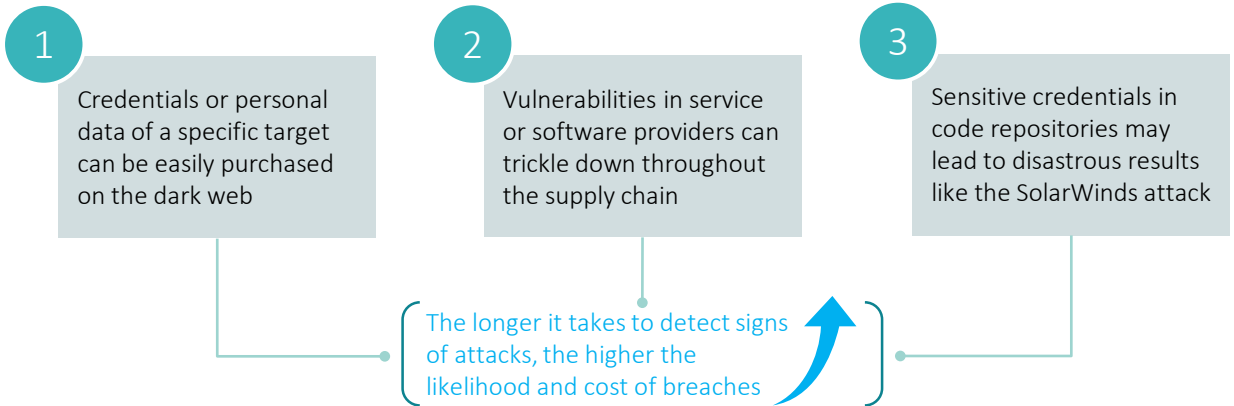 1
Credentials or personal
data of a specific target
can be easily purchased
on the dark web
2
Vulnerabilities in service
or software providers can
trickle down throughout
the supply chain
3
Sensitive credentials in
code repositories may
lead to disastrous results
like the SolarWinds attack
The longer it takes to detect signs
of attacks, the higher the
likelihood and cost of breaches